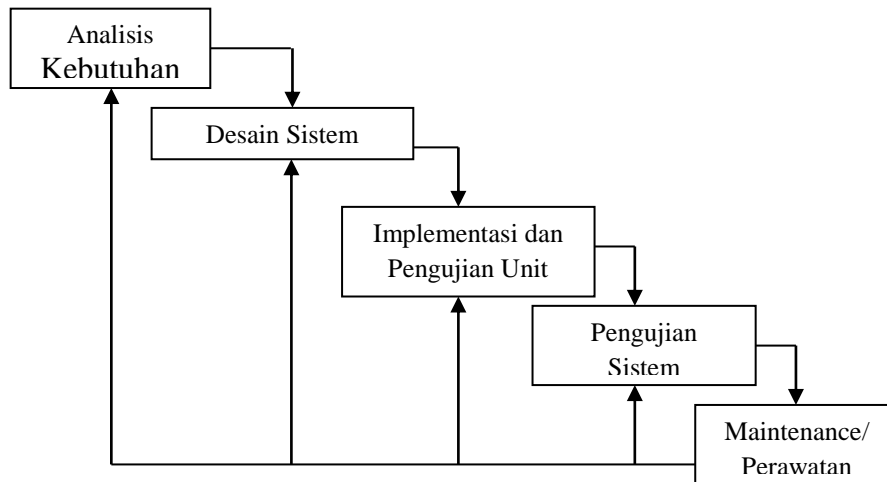 Analisis
Kebutuhan
Desain Sistem
Implementasi dan
Pengujian Unit
Pengujian
Sistem
Maintenance/
Perawatan